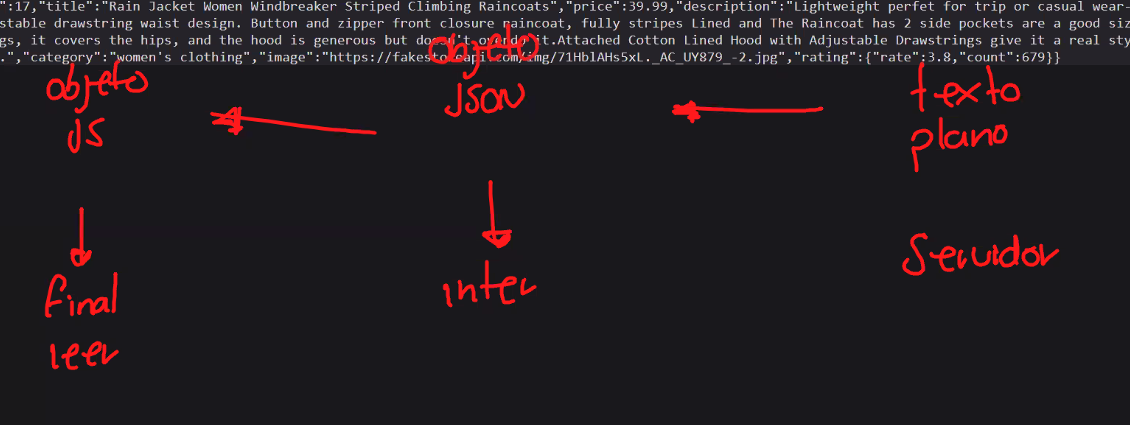 ":17,"title":"Rain Jacket Women Windbreaker Striped Climbing Raincoats","price":39.99,"description":"Lightweight perfet for trip or casual wear-
stable drawstring waist design. Button and zipper front closure raincoat, fully stripes Lined and The Raincoat has 2 side pockets are a good siz
gs, it covers the hips, and the hood is generous but doesn't overdo it.Attached Cotton Lined Hood with Adjustable Drawstrings give it a real sty
.","category":"women's clothing","image":"https://fakestoreapi.com/img/71HblAHs5xL._AC_UY879_-2.jpg","rating":{"rate":3.8,"count":679}}
objeto
JS
objeto
JSON
texto
plano
final
leer
inter
Servidor